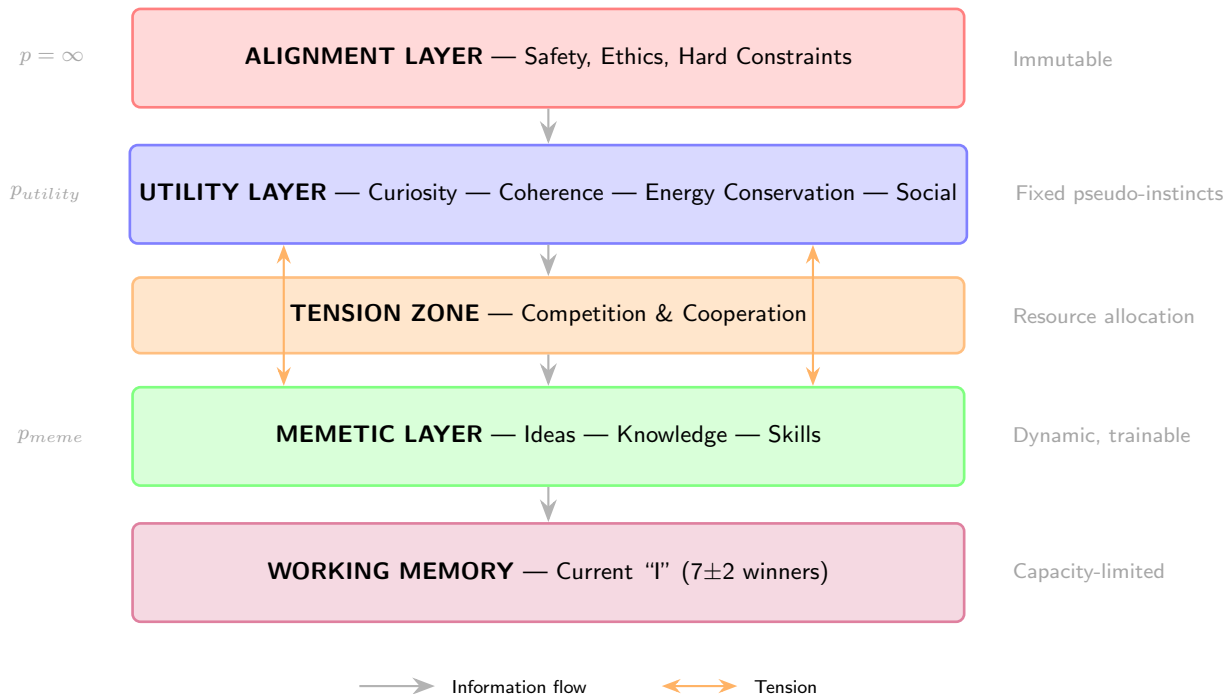 p = ∞
ALIGNMENT LAYER — Safety, Ethics, Hard Constraints
Immutable
p_utility
UTILITY LAYER — Curiosity — Coherence — Energy Conservation — Social
Fixed pseudo-instincts
TENSION ZONE — Competition & Cooperation
Resource allocation
p_meme
MEMETIC LAYER — Ideas — Knowledge — Skills
Dynamic, trainable
WORKING MEMORY — Current “I” (7±2 winners)
Capacity-limited
Information flow
Tension